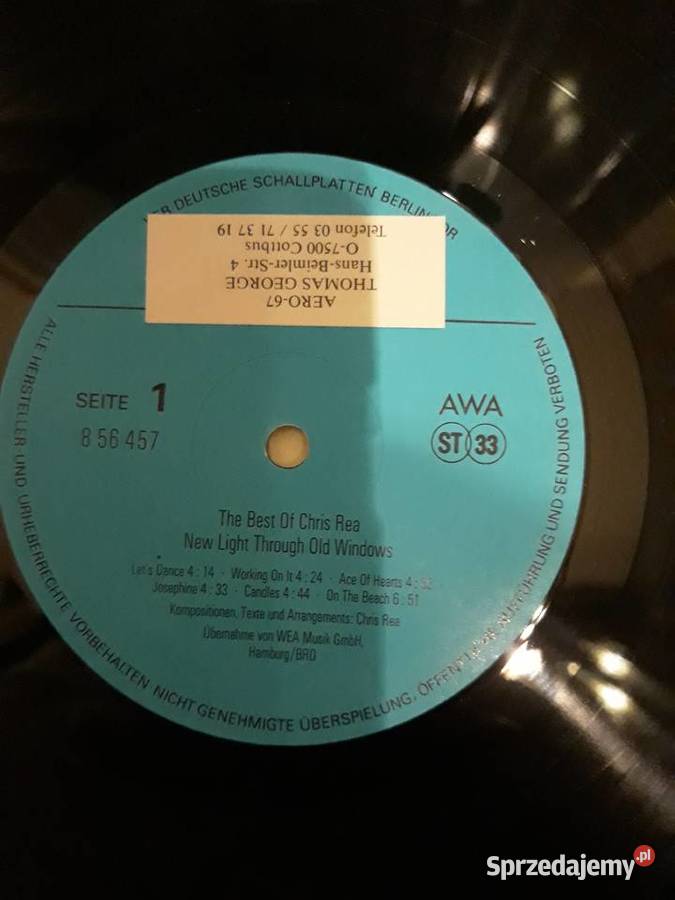 VEB DEUTSCHE SCHALLPLATTEN BERLIN DDR
AERO-67
THOMAS GEORGE
Hans-Beimler-Str. 4
O-7500 Cottbus
Telefon 03 55 / 71 37 19
SEITE 1
8 56 457
AWA
ST 33
The Best Of Chris Rea
New Light Through Old Windows
Let's Dance 4 : 14 · Working On It 4 : 24 · Ace Of Hearts 4 : 52
Josephine 4 : 33 · Candles 4 : 44 · On The Beach 6 : 51
Kompositionen, Texte und Arrangements: Chris Rea
Übernahme von WEA Musik GmbH,
Hamburg/BRD
ALLE HERSTELLER- UND URHEBERRECHTE VORBEHALTEN NICHT GENEHMIGTE ÜBERSPIELUNG, ÖFFENTLICHE AUFFÜHRUNG UND SENDUNG VERBOTEN
Sprzedajemy.pl